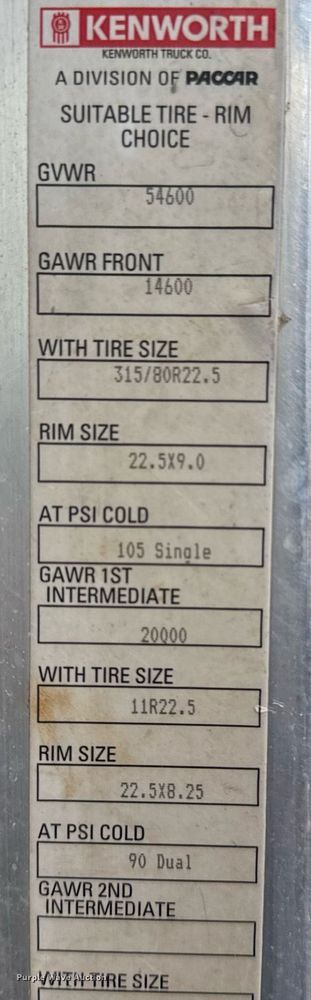 KENWORTH
KENWORTH TRUCK CO.
A DIVISION OF PACCAR
SUITABLE TIRE - RIM
CHOICE
GVWR
54600
GAWR FRONT
14600
WITH TIRE SIZE
315/80R22.5
RIM SIZE
22.5X9.0
AT PSI COLD
105 Single
GAWR 1ST
INTERMEDIATE
20000
WITH TIRE SIZE
11R22.5
RIM SIZE
22.5X8.25
AT PSI COLD
90 Dual
GAWR 2ND
INTERMEDIATE
Purple Wave Auction
WITH TIRE SIZE